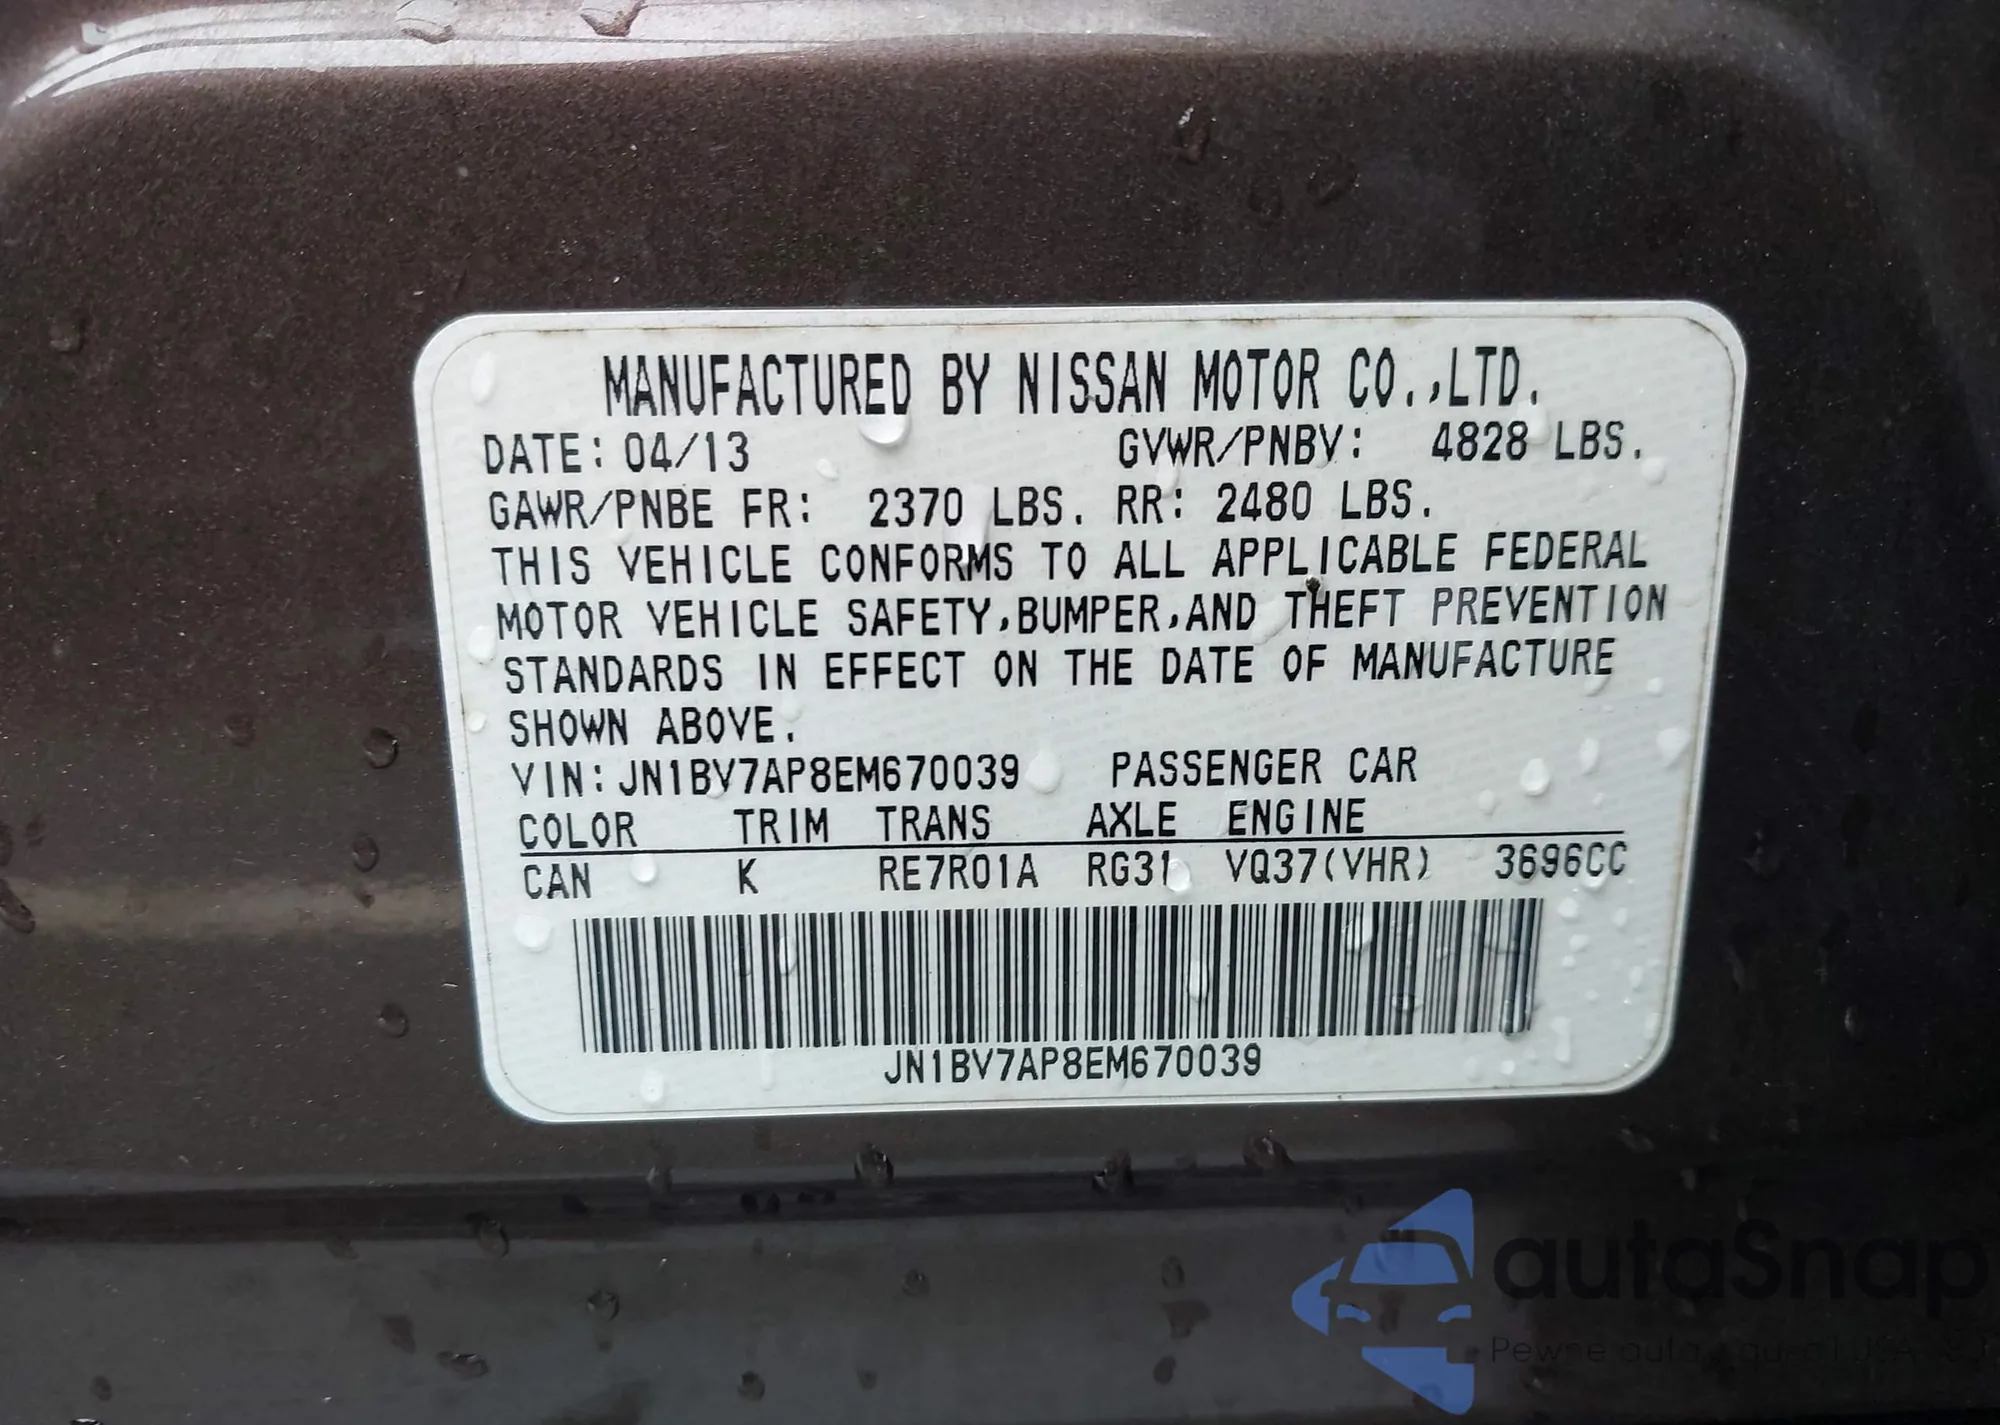 MANUFACTURED BY NISSAN MOTOR CO.,LTD.
DATE: 04/13 GVWR/PNBV: 4828 LBS.
GAWR/PNBE FR: 2370 LBS. RR: 2480 LBS.
THIS VEHICLE CONFORMS TO ALL APPLICABLE FEDERAL
MOTOR VEHICLE SAFETY,BUMPER,AND THEFT PREVENTION
STANDARDS IN EFFECT ON THE DATE OF MANUFACTURE
SHOWN ABOVE.
VIN: JN1BV7AP8EM670039 PASSENGER CAR
COLOR TRIM TRANS AXLE ENGINE
CAN K RE7R01A RG31 VQ37(VHR) 3696CC
JN1BV7AP8EM670039
autaSnap
Pewne auta